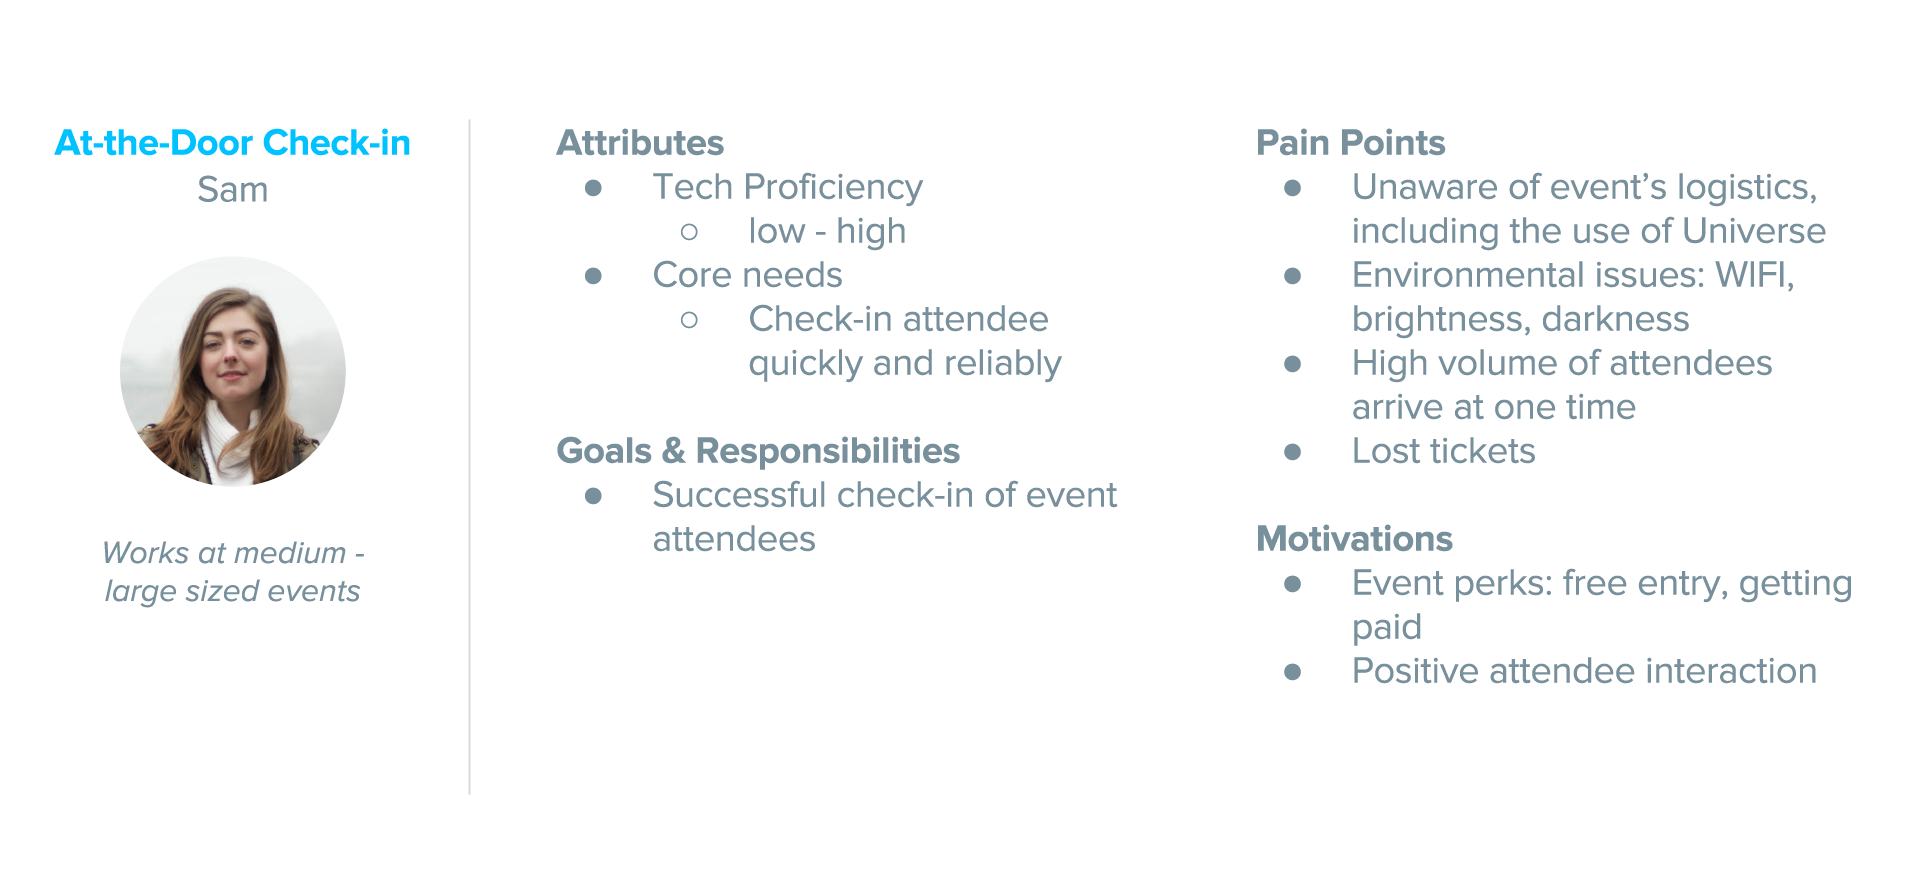 At-the-Door Check-in
Sam
Works at medium -
large sized events
Attributes
● Tech Proficiency
○ low - high
● Core needs
○ Check-in attendee
quickly and reliably
Goals & Responsibilities
● Successful check-in of event
attendees
Pain Points
● Unaware of event’s logistics,
including the use of Universe
● Environmental issues: WIFI,
brightness, darkness
● High volume of attendees
arrive at one time
● Lost tickets
Motivations
● Event perks: free entry, getting
paid
● Positive attendee interaction